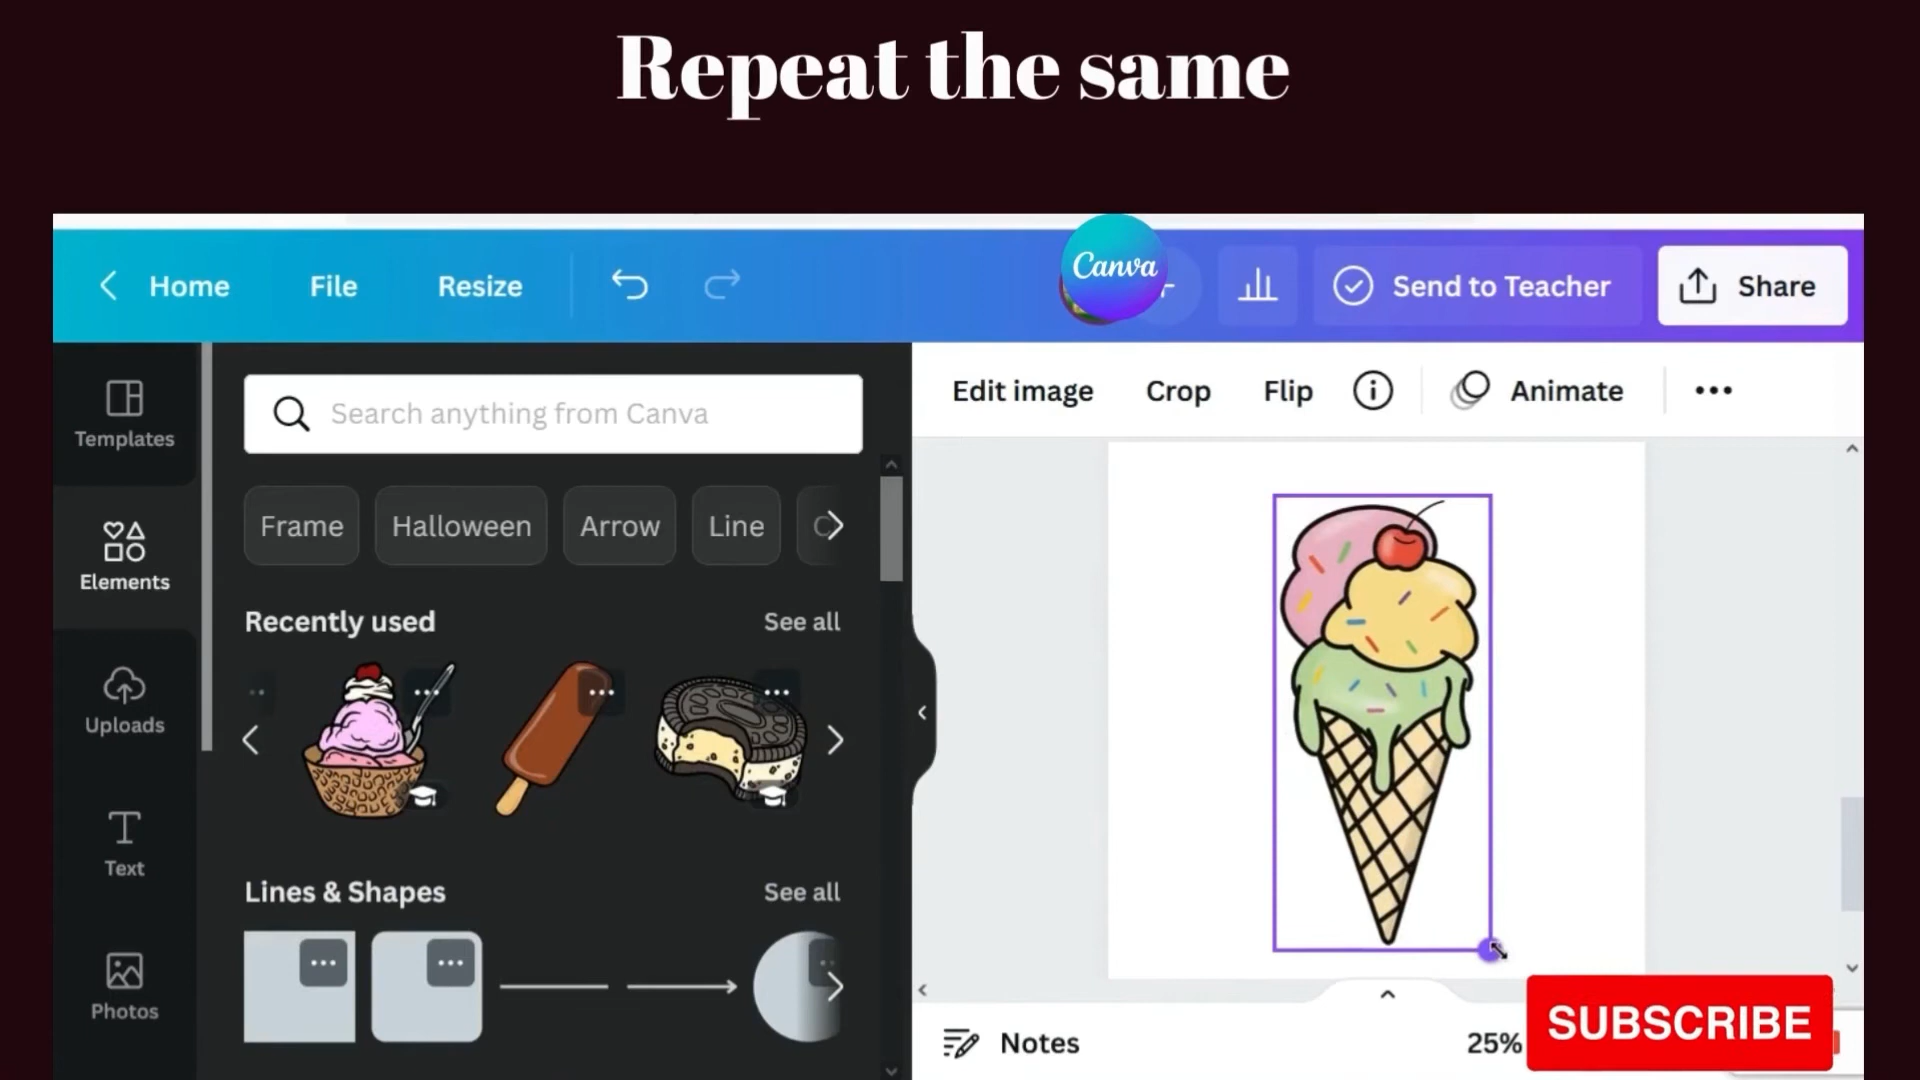 Repeat the same
Home
File
Resize
Canva
Send to Teacher
Share
Templates
Elements
Uploads
Text
Photos
Search anything from Canva
Frame
Halloween
Arrow
Line
Recently used
See all
Lines & Shapes
See all
Edit image
Crop
Flip
Animate
Notes
25%
SUBSCRIBE